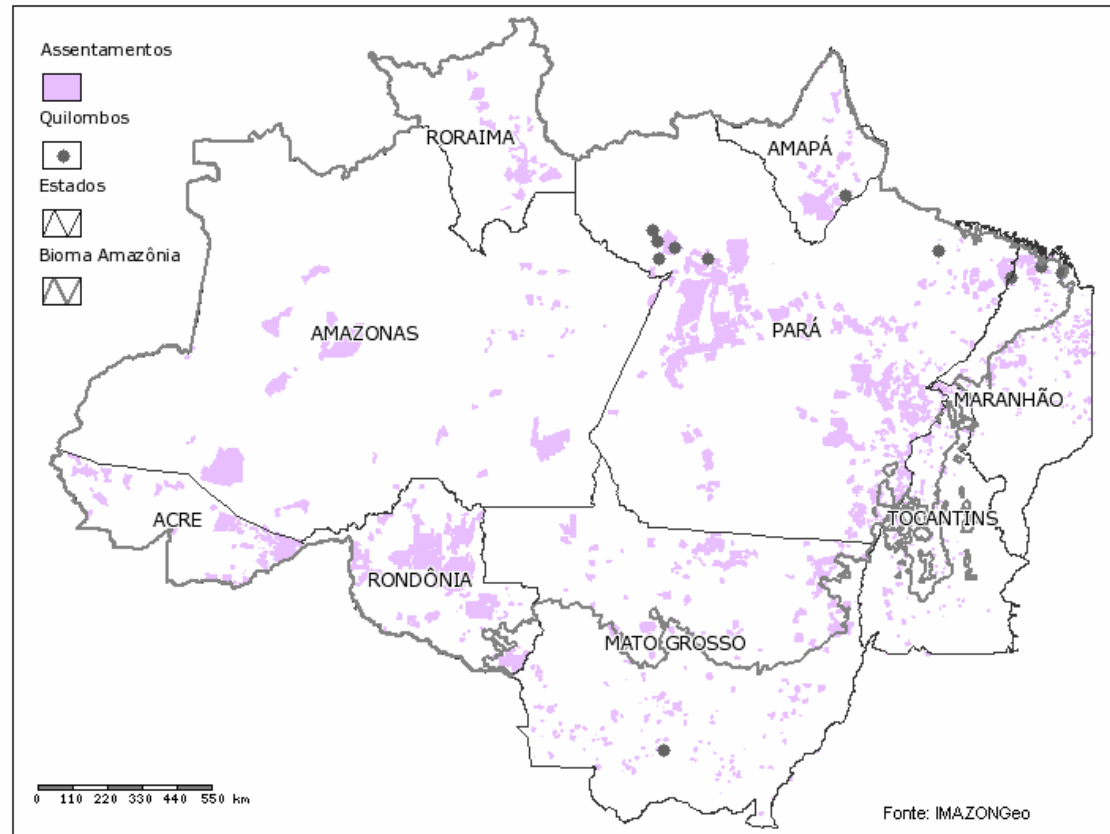 Assentamentos
Quilombos
Estados
Bioma Amazônia
RORAIMA
AMAPÁ
AMAZONAS
PARÁ
MARANHÃO
ACRE
TOCANTINS
RONDÔNIA
MATO GROSSO
0 110 220 330 440 550 km
Fonte: IMAZONGeo